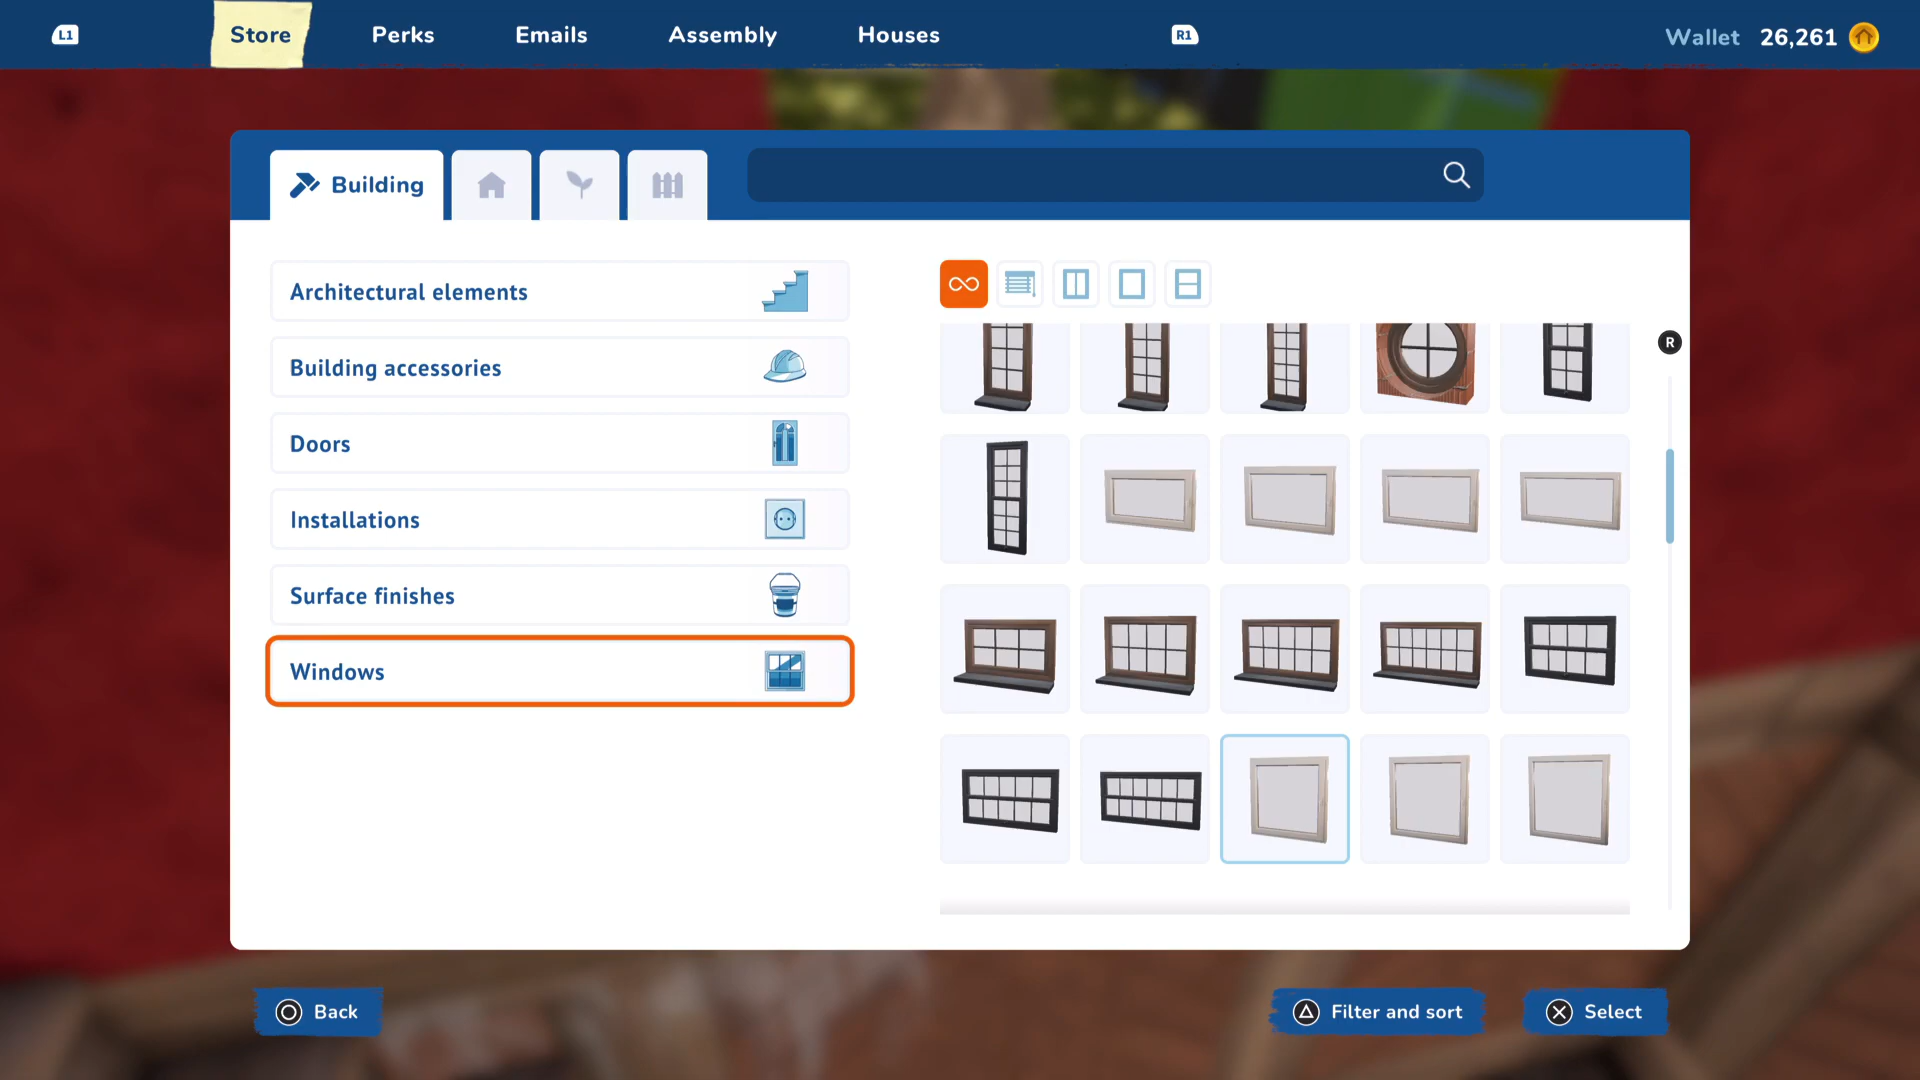 L1
Store
Perks
Emails
Assembly
Houses
R1
Wallet 26,261
Building
Architectural elements
Building accessories
Doors
Installations
Surface finishes
Windows
R
Back
Filter and sort
Select